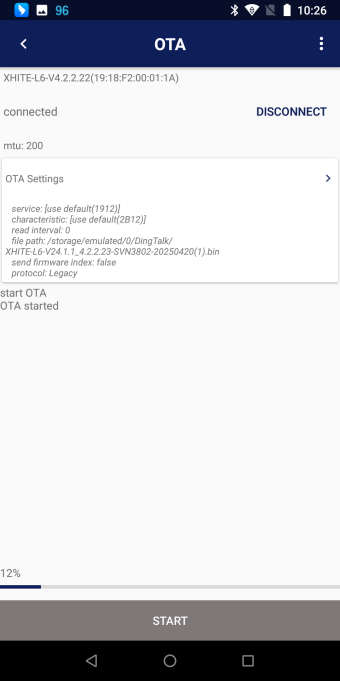 96
10:26
OTA
XHITE-L6-V4.2.2.22(19:18:F2:00:01:1A)
connected
DISCONNECT
mtu: 200
OTA Settings
service: [use default(1912)]
characteristic: [use default(2B12)]
read interval: 0
file path: /storage/emulated/0/DingTalk/
XHITE-L6-V24.1.1_4.2.2.23-SVN3802-20250420(1).bin
send firmware index: false
protocol: Legacy
start OTA
OTA started
12%
START